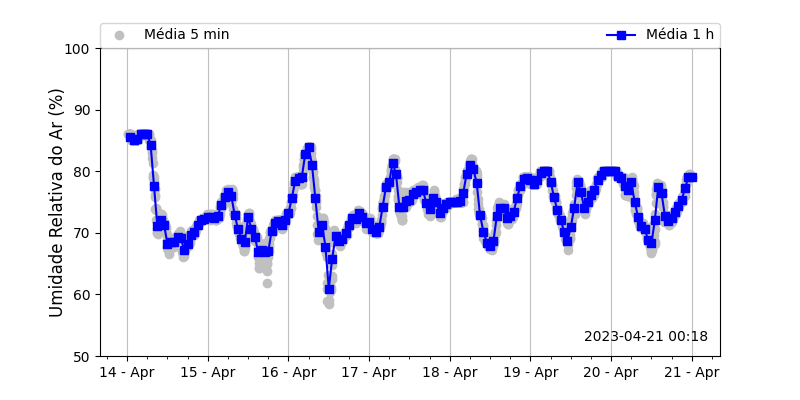 Média 5 min
Média 1 h
100
90
80
70
60
50
Umidade Relativa do Ar (%)
2023-04-21 00:18
14 - Apr
15 - Apr
16 - Apr
17 - Apr
18 - Apr
19 - Apr
20 - Apr
21 - Apr